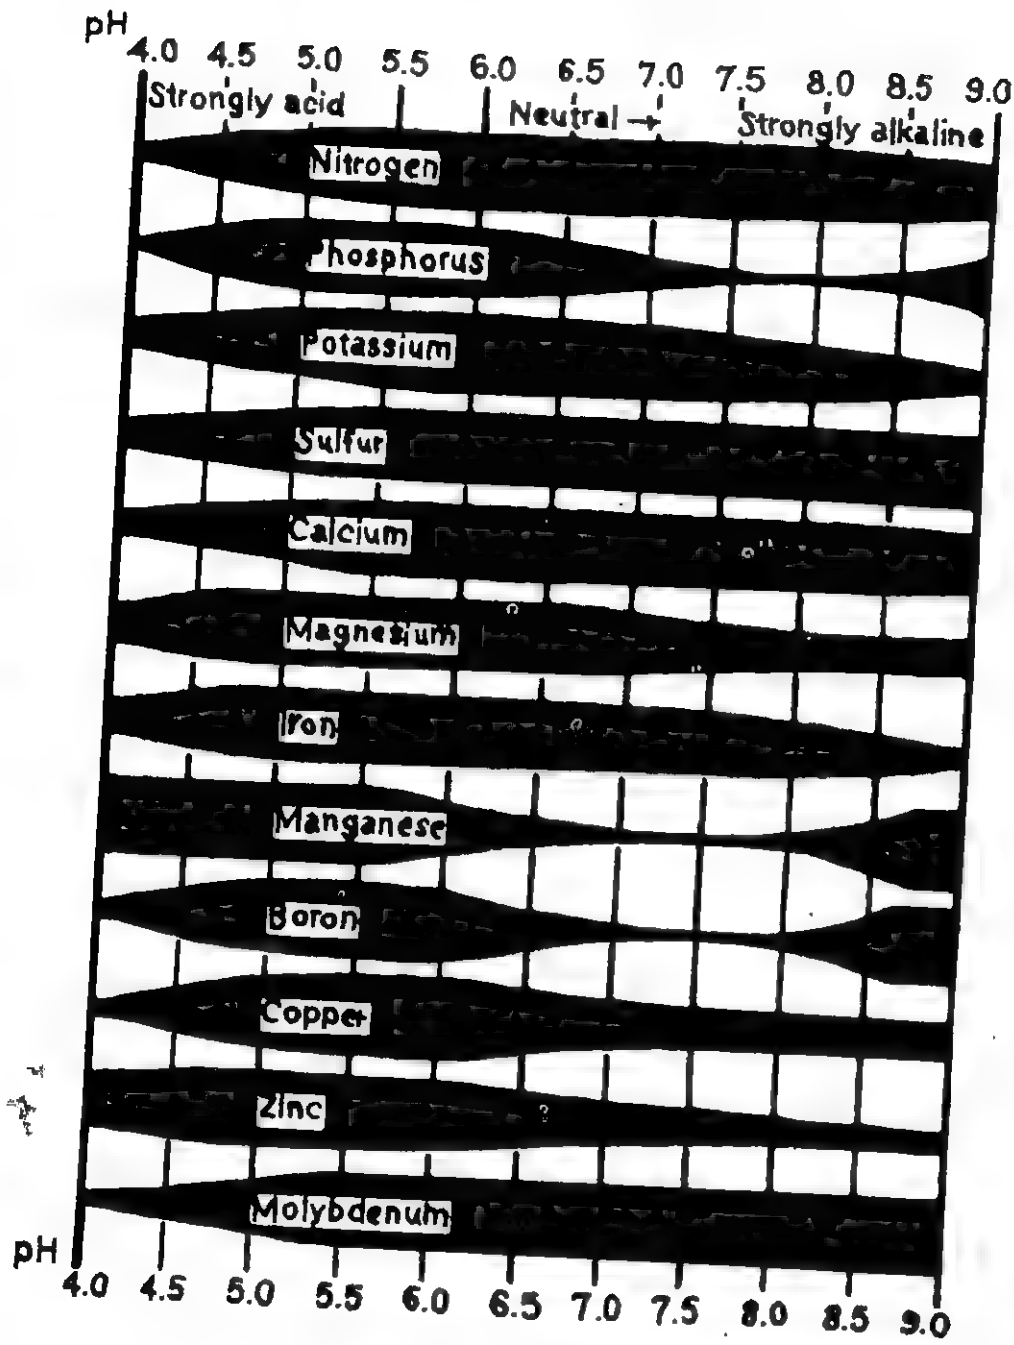 pH
4.0 4.5 5.0 5.5 6.0 6.5 7.0 7.5 8.0 8.5 9.0
Strongly acid Neutral → Strongly alkaline
Nitrogen
Phosphorus
Potassium
Sulfur
Calcium
Magnesium
Iron
Manganese
Boron
Copper
Zinc
Molybdenum
pH
4.0 4.5 5.0 5.5 6.0 6.5 7.0 7.5 8.0 8.5 9.0